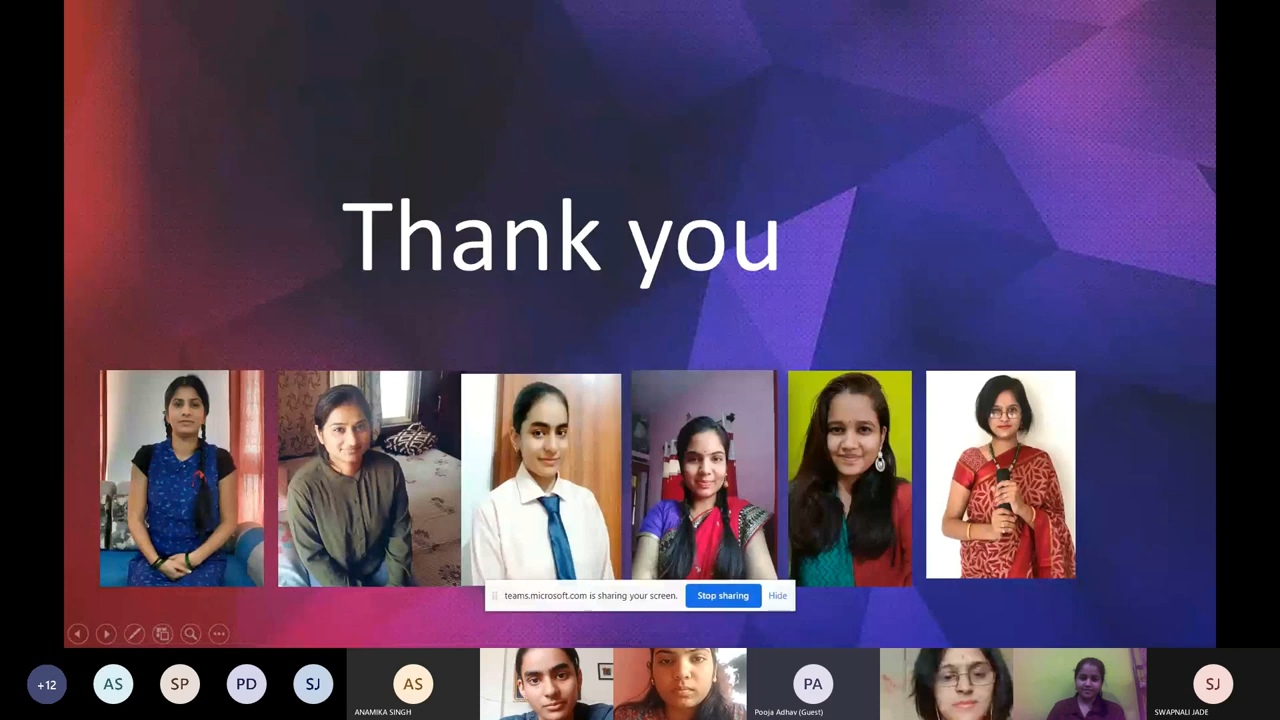 Thank you
teams.microsoft.com is sharing your screen.
Stop sharing
Hide
+12
AS
SP
PD
SJ
AS
ANAMIKA SINGH
PA
Pooja Adhav (Guest)
SJ
SWAPNALI JADE